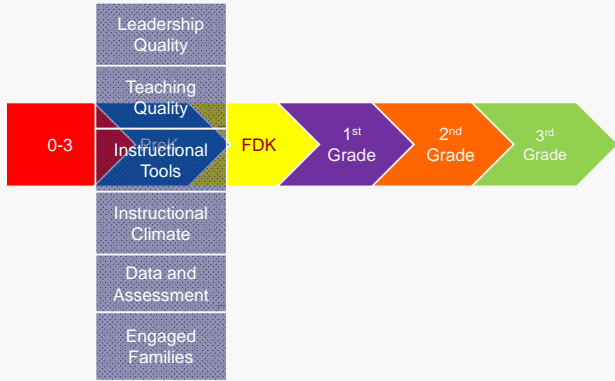 Leadership
Quality
Teaching
Quality
0-3
PreK
Instructional
Tools
FDK
1st
Grade
2nd
Grade
3rd
Grade
Instructional
Climate
Data and
Assessment
Engaged
Families